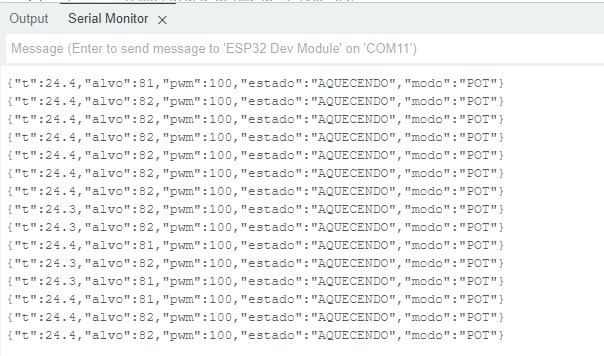 Output Serial Monitor ×
Message (Enter to send message to 'ESP32 Dev Module' on 'COM11')
{"t":24.4,"alvo":81,"pwm":100,"estado":"AQUECENDO","modo":"POT"}
{"t":24.4,"alvo":82,"pwm":100,"estado":"AQUECENDO","modo":"POT"}
{"t":24.4,"alvo":82,"pwm":100,"estado":"AQUECENDO","modo":"POT"}
{"t":24.4,"alvo":82,"pwm":100,"estado":"AQUECENDO","modo":"POT"}
{"t":24.4,"alvo":82,"pwm":100,"estado":"AQUECENDO","modo":"POT"}
{"t":24.4,"alvo":82,"pwm":100,"estado":"AQUECENDO","modo":"POT"}
{"t":24.4,"alvo":82,"pwm":100,"estado":"AQUECENDO","modo":"POT"}
{"t":24.3,"alvo":82,"pwm":100,"estado":"AQUECENDO","modo":"POT"}
{"t":24.3,"alvo":82,"pwm":100,"estado":"AQUECENDO","modo":"POT"}
{"t":24.4,"alvo":81,"pwm":100,"estado":"AQUECENDO","modo":"POT"}
{"t":24.3,"alvo":82,"pwm":100,"estado":"AQUECENDO","modo":"POT"}
{"t":24.3,"alvo":81,"pwm":100,"estado":"AQUECENDO","modo":"POT"}
{"t":24.4,"alvo":81,"pwm":100,"estado":"AQUECENDO","modo":"POT"}
{"t":24.4,"alvo":82,"pwm":100,"estado":"AQUECENDO","modo":"POT"}
{"t":24.4,"alvo":82,"pwm":100,"estado":"AQUECENDO","modo":"POT"}